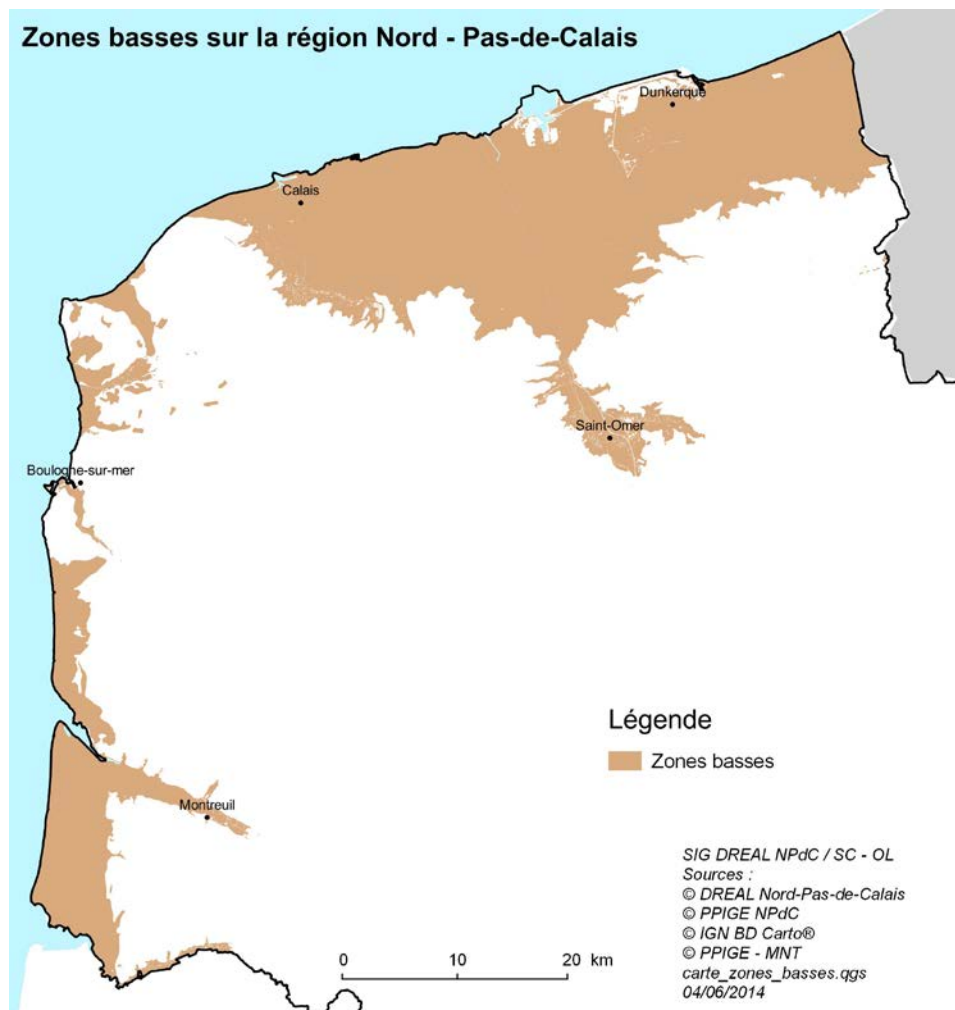 Zones basses sur la région Nord - Pas-de-Calais
Dunkerque
Calais
Saint-Omer
Boulogne-sur-mer
Légende
Zones basses
Montreuil
SIG DREAL NPdC / SC - OL
Sources :
© DREAL Nord-Pas-de-Calais
© PPIGE NPdC
© IGN BD Carto®
© PPIGE - MNT
carte_zones_basses.qgs
04/06/2014
0 10 20 km